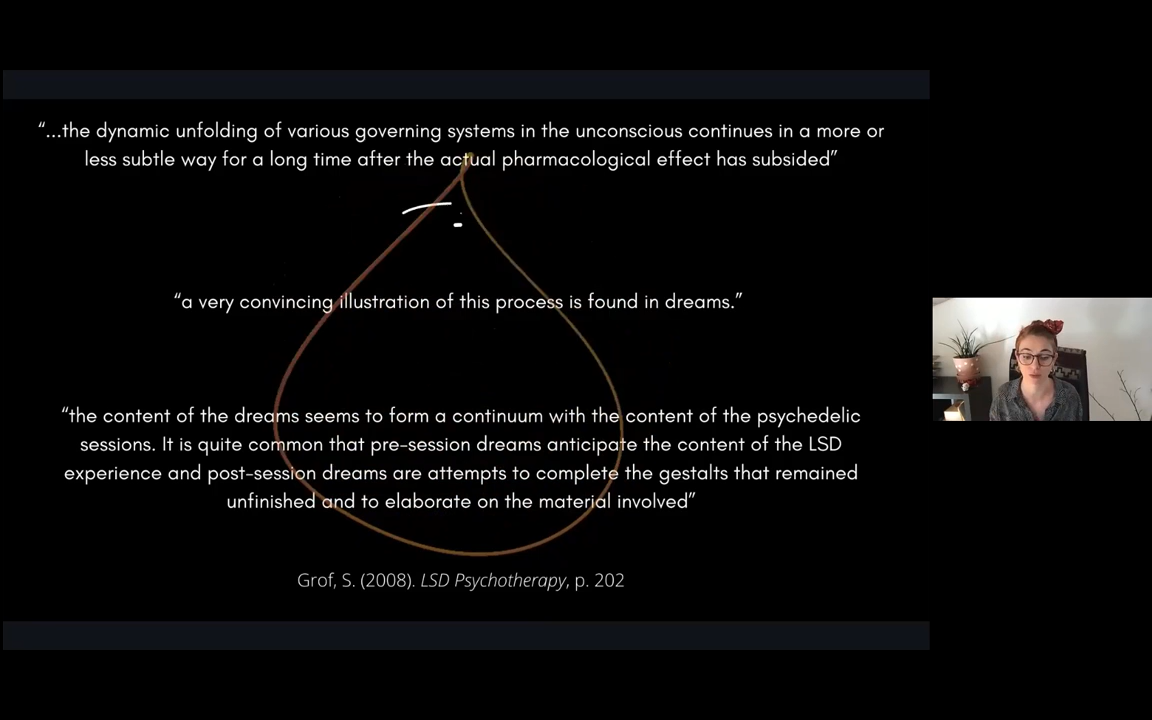 “...the dynamic unfolding of various governing systems in the unconscious continues in a more or
less subtle way for a long time after the actual pharmacological effect has subsided”
“a very convincing illustration of this process is found in dreams.”
“the content of the dreams seems to form a continuum with the content of the psychedelic
sessions. It is quite common that pre-session dreams anticipate the content of the LSD
experience and post-session dreams are attempts to complete the gestalts that remained
unfinished and to elaborate on the material involved”
Grof, S. (2008). LSD Psychotherapy, p. 202